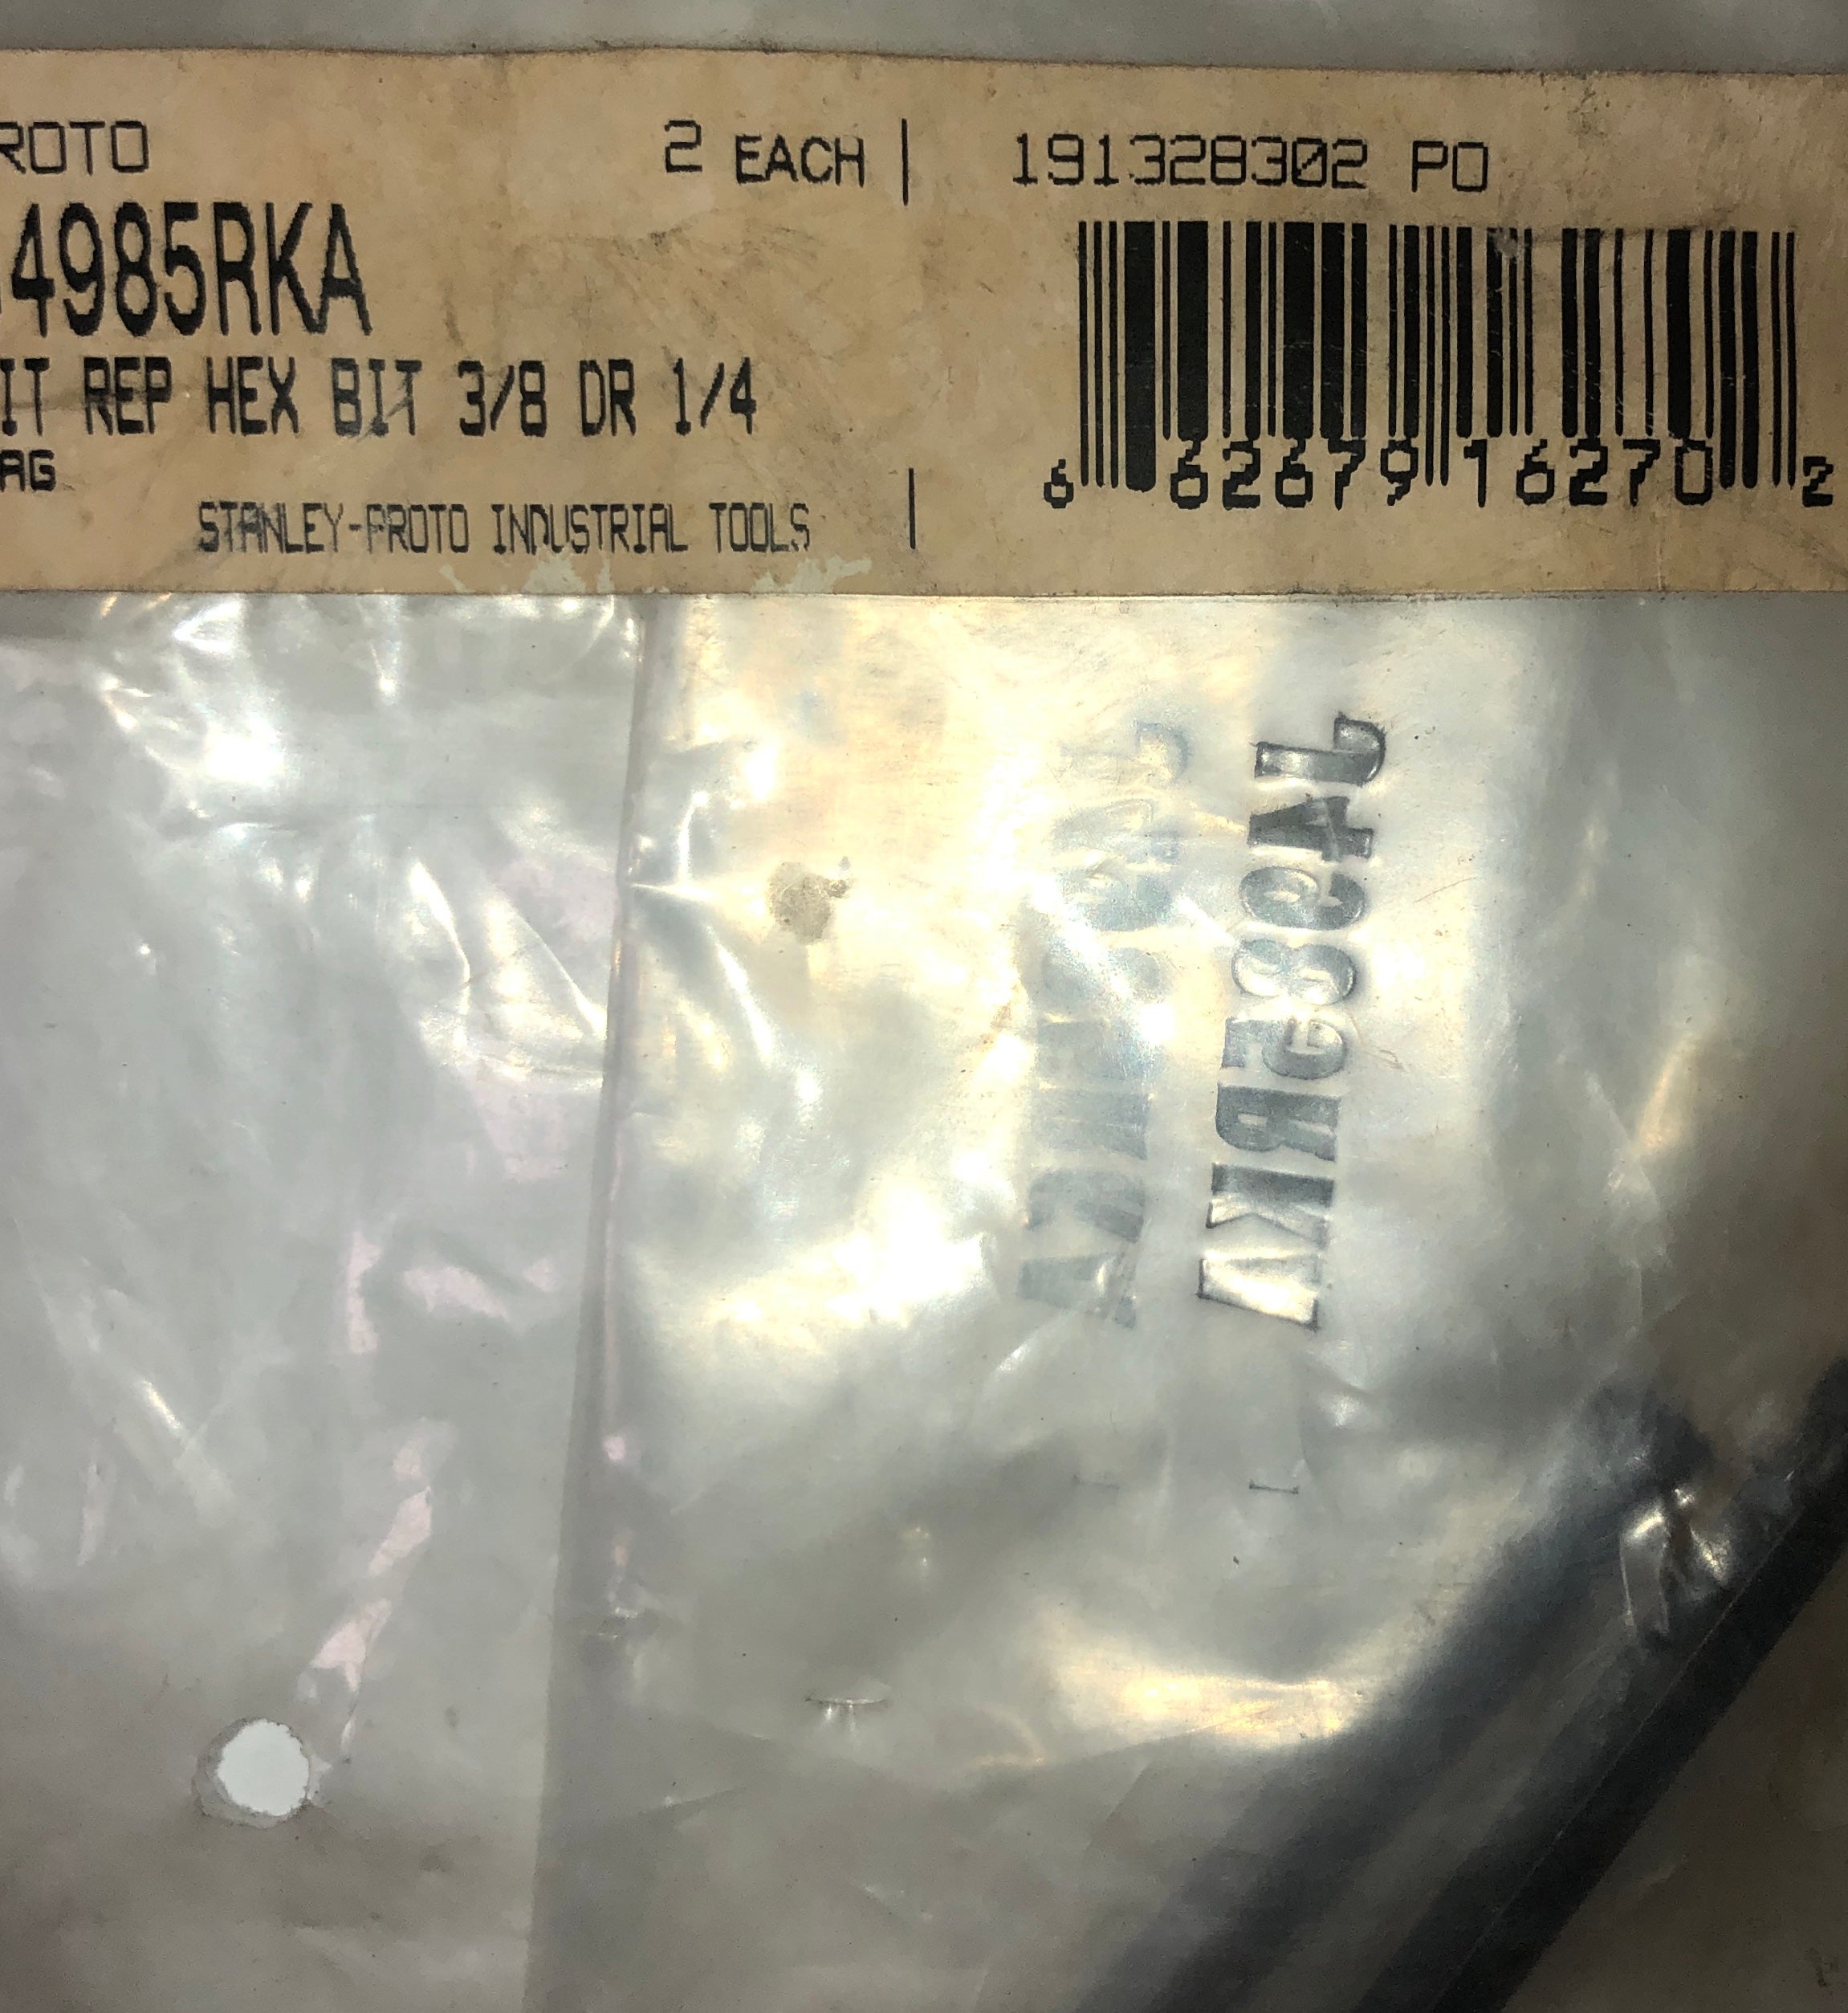 ROTO 2 EACH | 191328302 PO
4985RKA
IT REP HEX BIT 3/8 DR 1/4
AG
STANLEY-PROTO INDUSTRIAL TOOLS |
6 62679 16270 2
J4985RKA